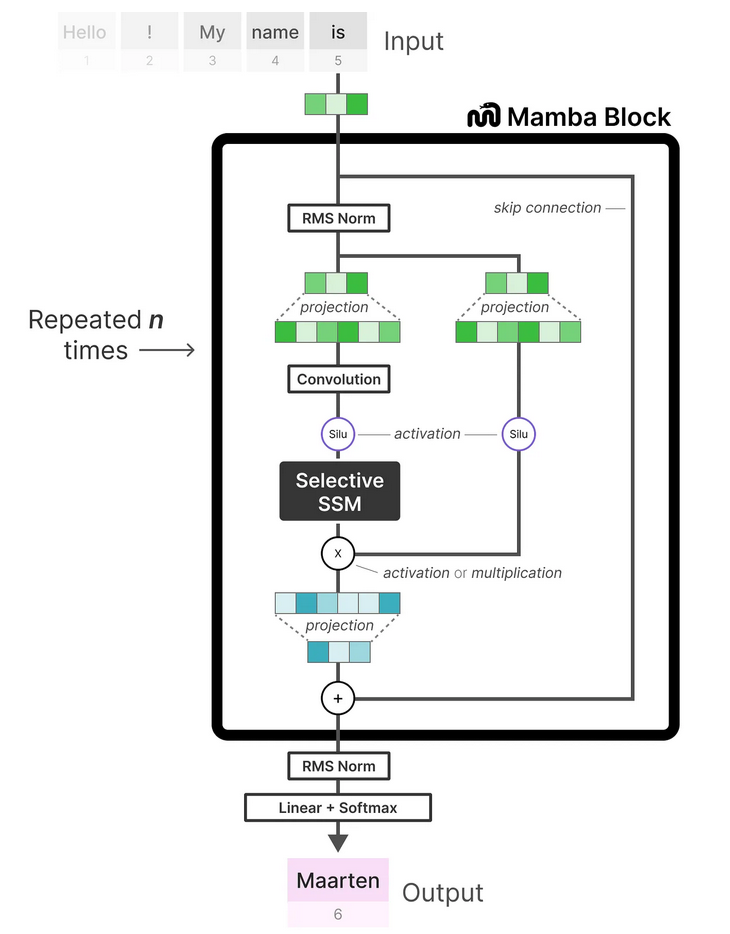 Hello ! My name is
1 2 3 4 5
Input
Mamba Block
skip connection
RMS Norm
projection projection
Repeated n
times
Convolution
Silu activation Silu
Selective
SSM
x
activation or multiplication
projection
+
RMS Norm
Linear + Softmax
Maarten
6
Output